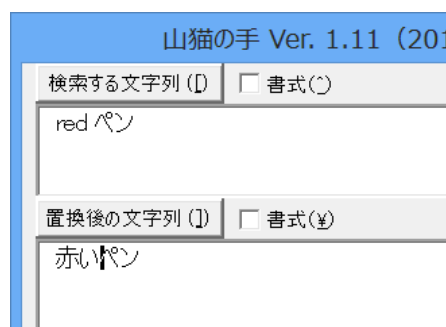 山猫の手 Ver. 1.11（201
検索する文字列 ([) 書式(^)
red ペン
置換後の文字列 (]) 書式(¥)
赤いペン